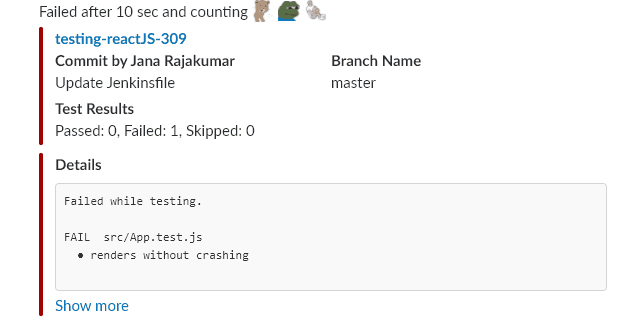 Failed after 10 sec and counting
testing-reactJS-309
Commit by Jana Rajakumar
Branch Name
Update Jenkinsfile
master
Test Results
Passed: 0, Failed: 1, Skipped: 0
Details
Failed while testing.
FAIL  src/App.test.js
● renders without crashing
Show more